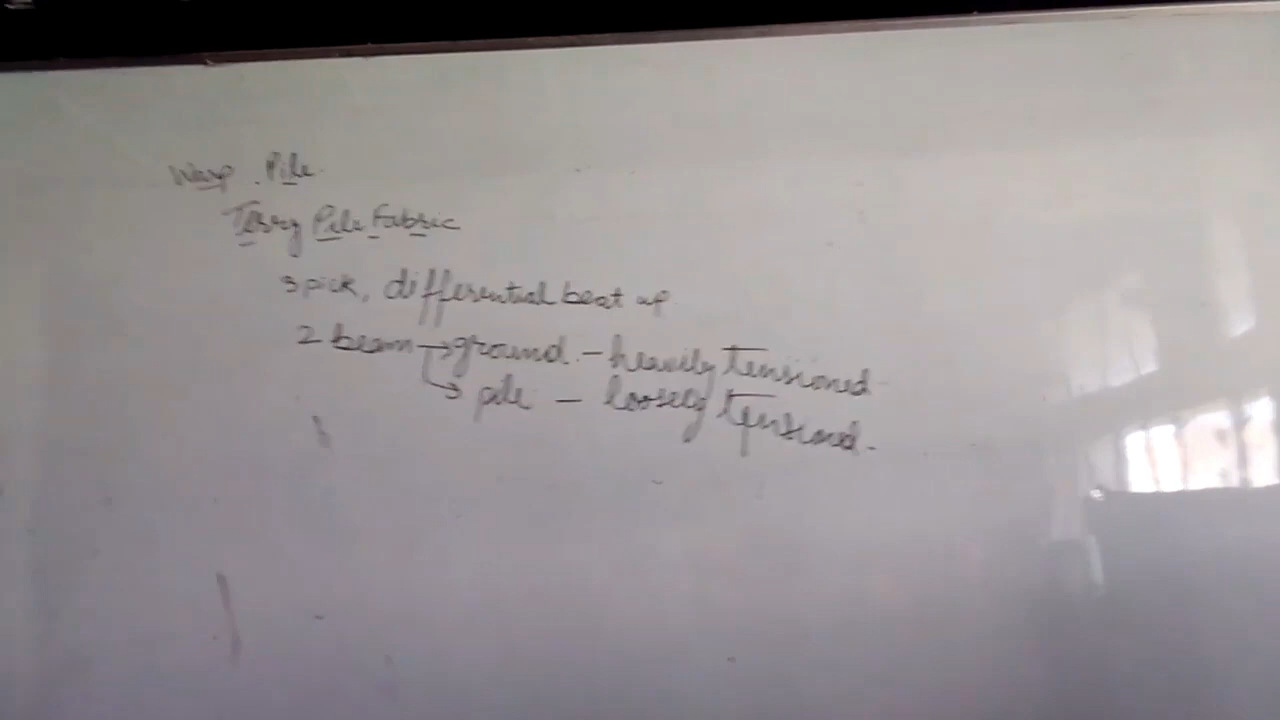 Warp Pile
Terry Pile Fabric
3 pick, differential beat up
2 beam → ground - heavily tensioned
↳ pile - loosely tensioned.